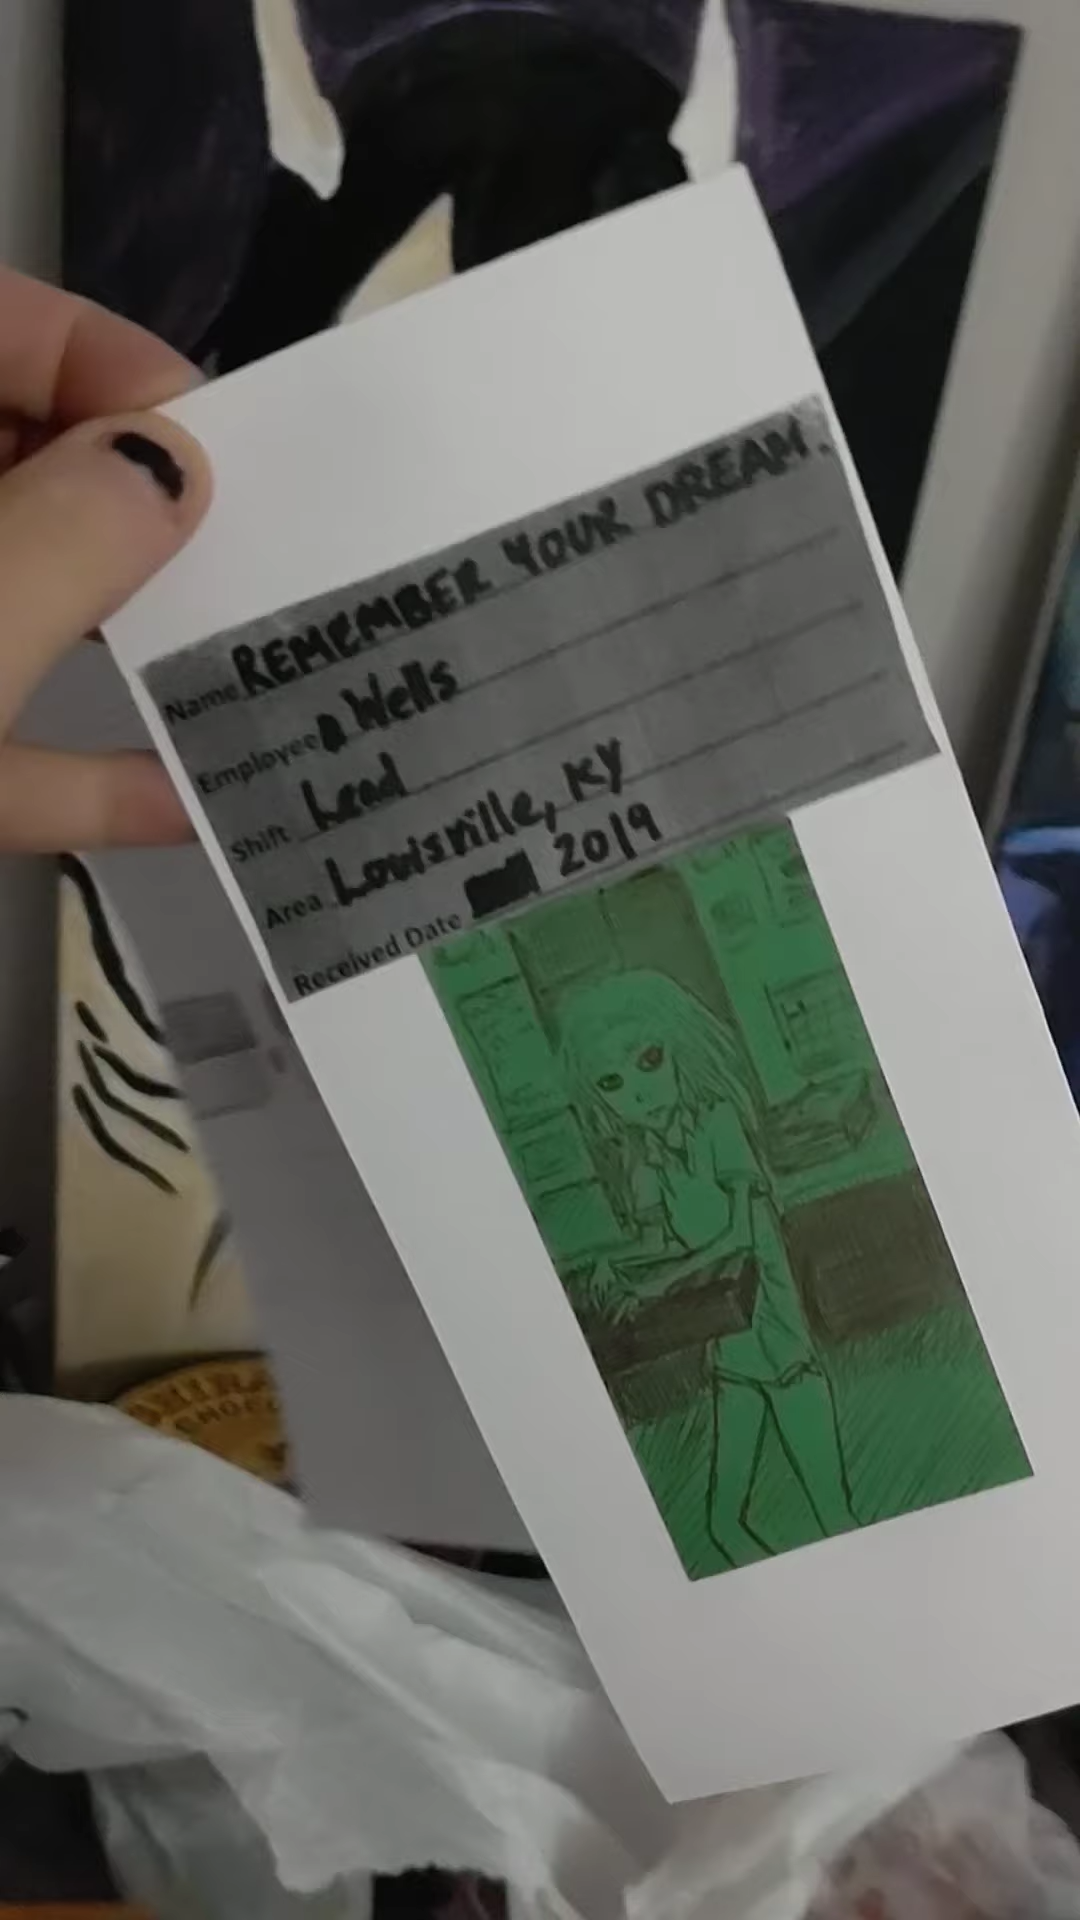 Name REMEMBER YOUR DREAM.
Employee Wells
Shift Lead
Area Louisville, KY
Received Date 2019